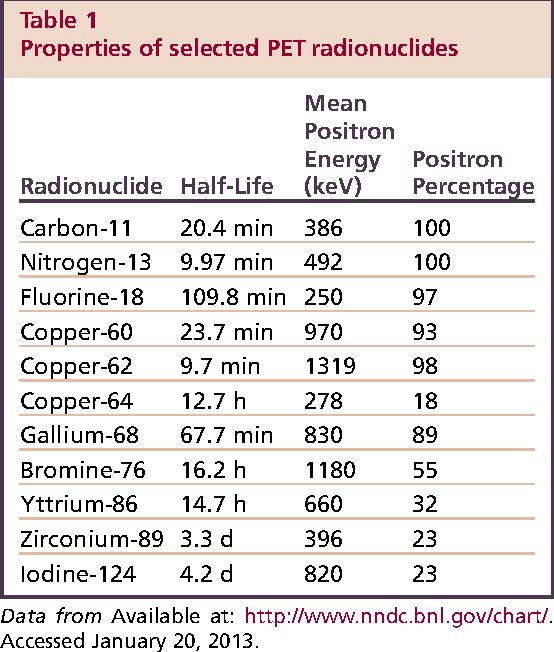 Table 1
Properties of selected PET radionuclides
Mean
Positron
Energy Positron
Radionuclide Half-Life (keV) Percentage
Carbon-11 20.4 min 386 100
Nitrogen-13 9.97 min 492 100
Fluorine-18 109.8 min 250 97
Copper-60 23.7 min 970 93
Copper-62 9.7 min 1319 98
Copper-64 12.7 h 278 18
Gallium-68 67.7 min 830 89
Bromine-76 16.2 h 1180 55
Yttrium-86 14.7 h 660 32
Zirconium-89 3.3 d 396 23
Iodine-124 4.2 d 820 23
Data from Available at: http://www.nndc.bnl.gov/chart/.
Accessed January 20, 2013.